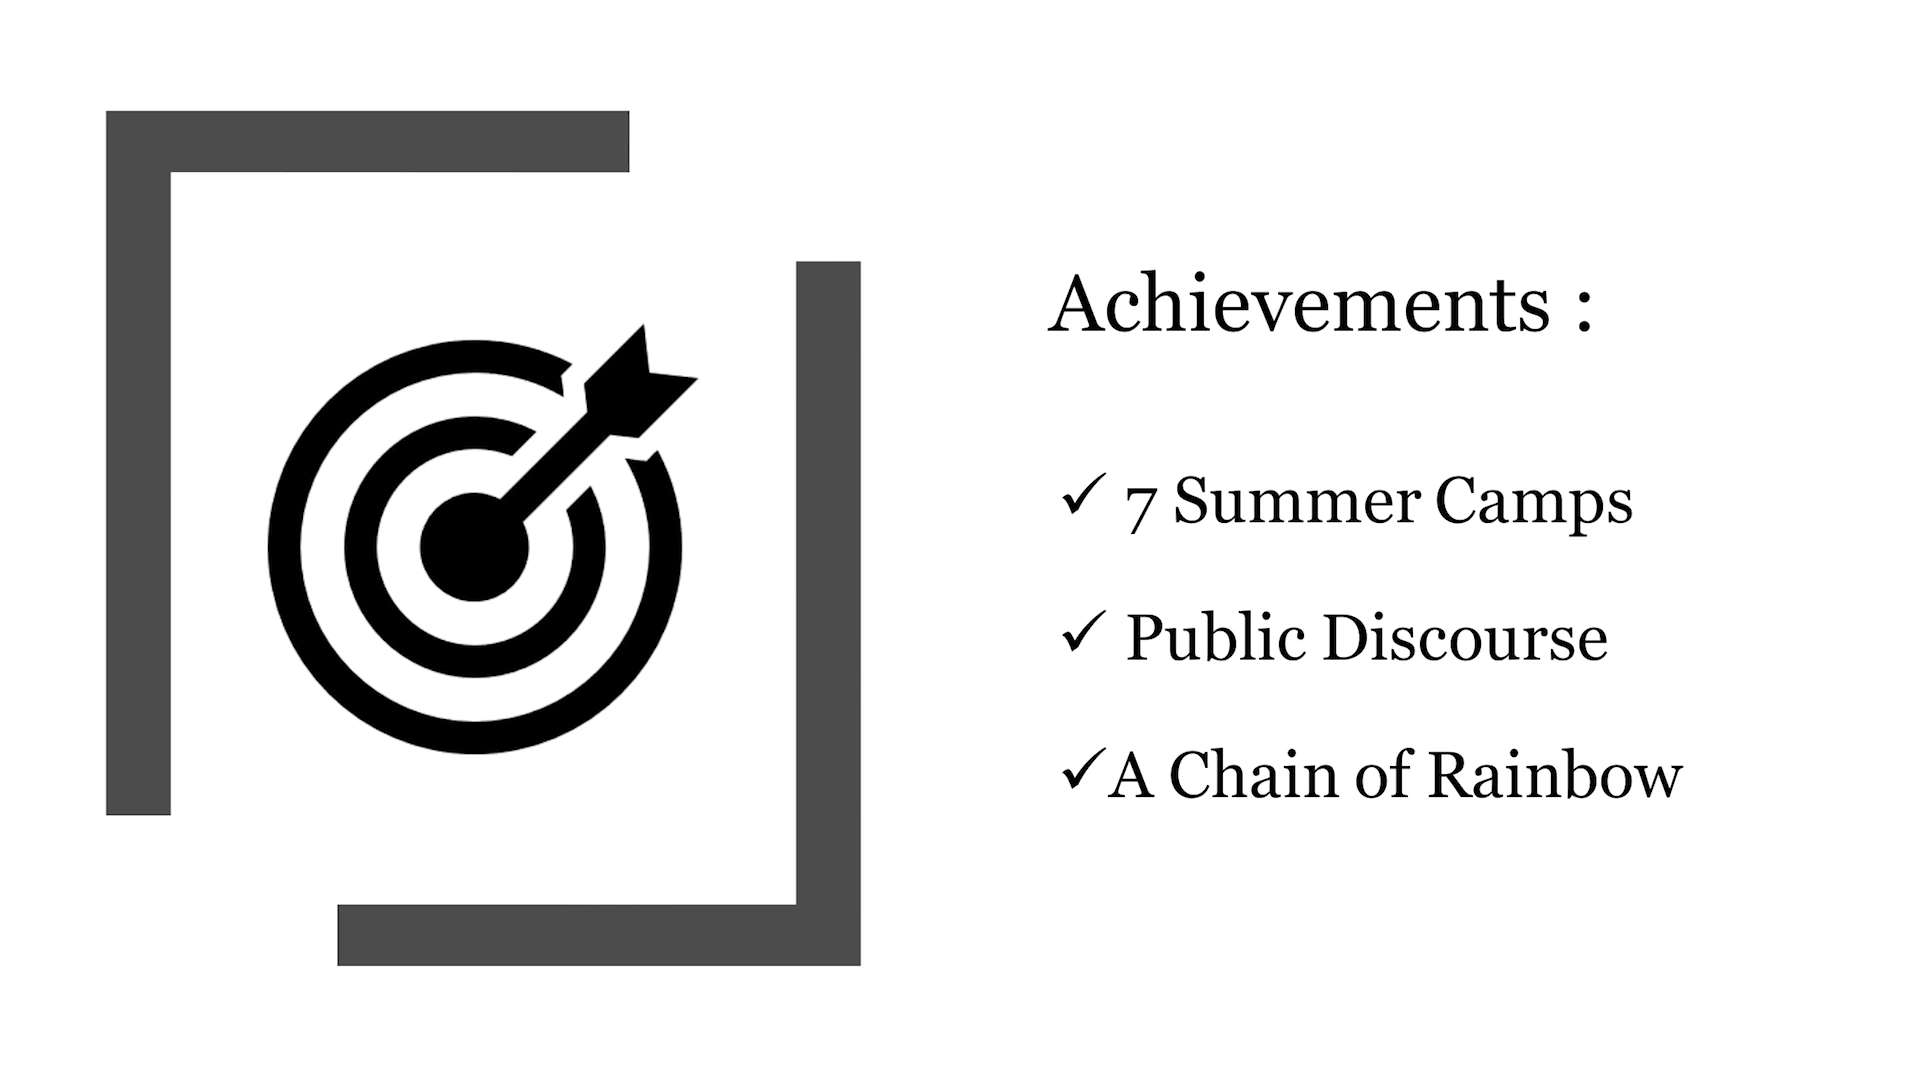 Achievements :
✓ 7 Summer Camps
✓ Public Discourse
✓A Chain of Rainbow